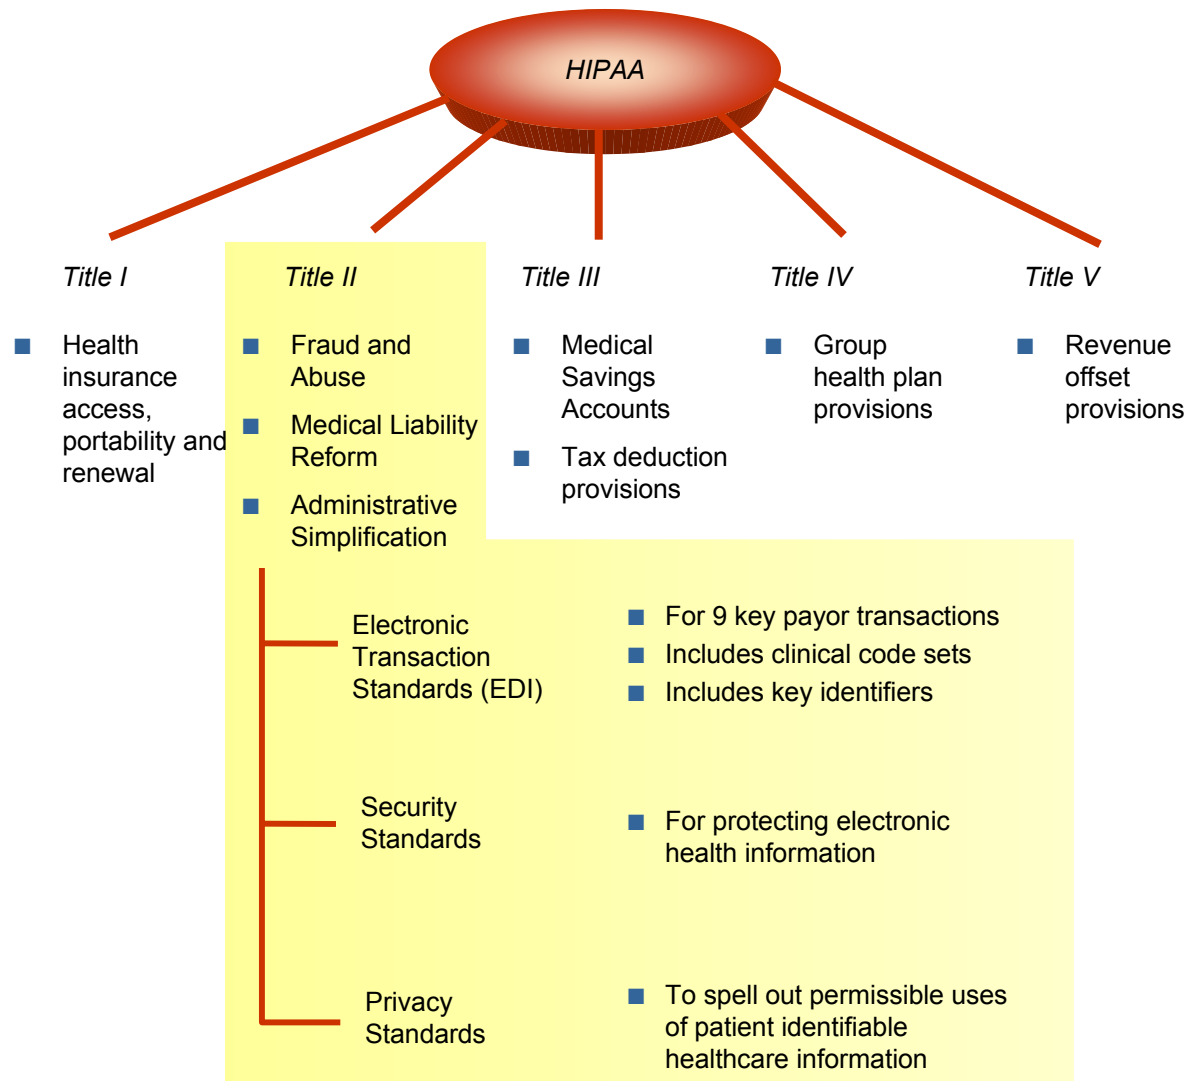 HIPAA
Title I
Health
insurance
access,
portability and
renewal
Title II
Fraud and
Abuse
Medical Liability
Reform
Administrative
Simplification
Title III
Medical
Savings
Accounts
Tax deduction
provisions
Title IV
Group
health plan
provisions
Title V
Revenue
offset
provisions
Electronic
Transaction
Standards (EDI)
For 9 key payor transactions
Includes clinical code sets
Includes key identifiers
Security
Standards
For protecting electronic
health information
Privacy
Standards
To spell out permissible uses
of patient identifiable
healthcare information